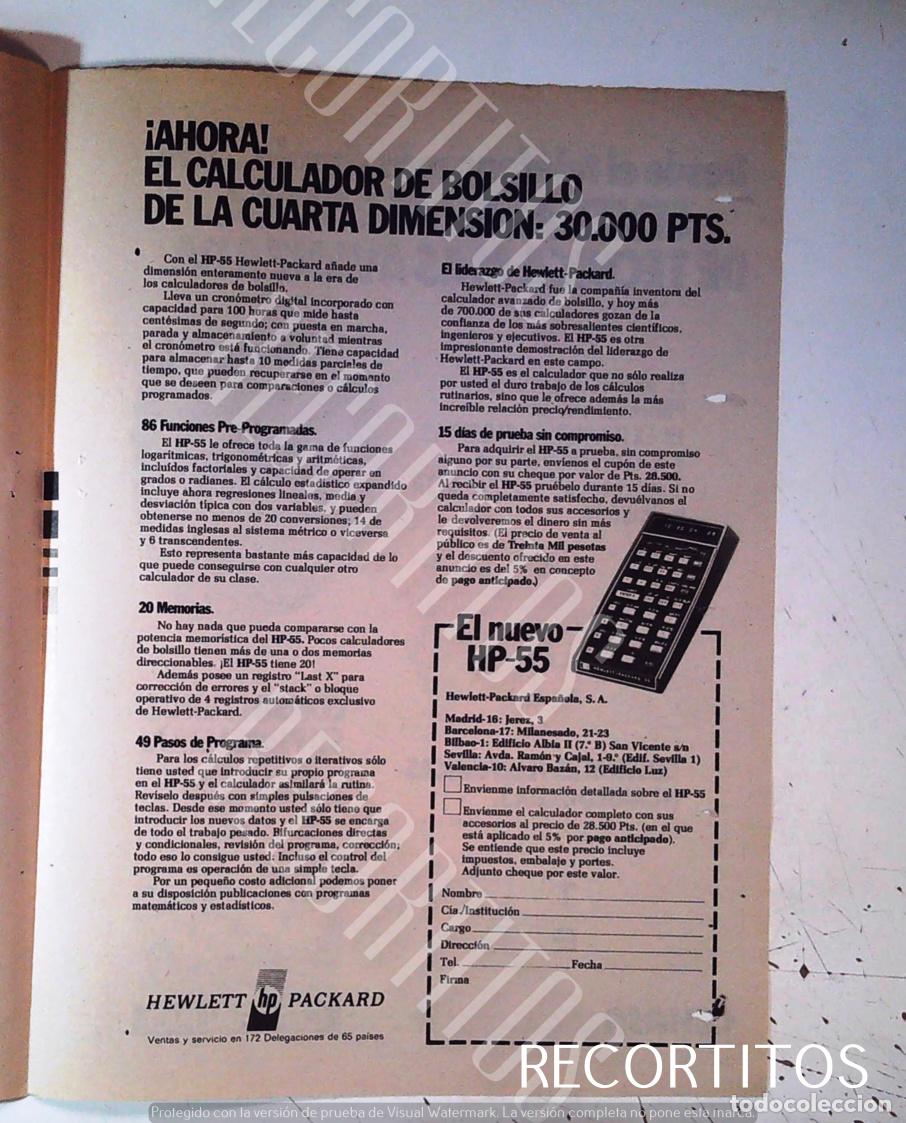 ¡AHORA!
EL CALCULADOR DE BOLSILLO
DE LA CUARTA DIMENSION: 30.000 PTS.
Con el HP-55 Hewlett-Packard añade una
dimensión enteramente nueva a la era de
los calculadores de bolsillo.
Lleva un cronómetro digital incorporado con
capacidad para 100 horas que mide hasta
centésimas de segundo; con puesta en marcha,
parada y almacenamiento a voluntad mientras
el cronómetro está funcionando. Tiene capacidad
para almacenar hasta 10 medidas parciales de
tiempo, que pueden recuperarse en el momento
que se deseen para comparaciones o cálculos
programados.
86 Funciones Pre-Programadas.
El HP-55 le ofrece toda la gama de funciones
logarítmicas, trigonométricas y aritméticas,
incluídos factoriales y capacidad de operar en
grados o radianes. El cálculo estadístico expandido
incluye ahora regresiones lineales, media y
desviación típica con dos variables, y pueden
obtenerse no menos de 20 conversiones; 14 de
medidas inglesas al sistema métrico o viceversa
y 6 transcendentes.
Esto representa bastante más capacidad de lo
que puede conseguirse con cualquier otro
calculador de su clase.
20 Memorias.
No hay nada que pueda compararse con la
potencia memorística del HP-55. Pocos calculadores
de bolsillo tienen más de una o dos memorias
direccionables. ¡El HP-55 tiene 20!
Además posee un registro "Last X" para
corrección de errores y el "stack" o bloque
operativo de 4 registros automáticos exclusivo
de Hewlett-Packard.
49 Pasos de Programa.
Para los cálculos repetitivos o iterativos sólo
tiene usted que introducir su propio programa
en el HP-55 y el calculador asimilará la rutina.
Revíselo después con simples pulsaciones de
teclas. Desde ese momento usted sólo tiene que
introducir los nuevos datos y el HP-55 se encarga
de todo el trabajo pesado. Bifurcaciones directas
y condicionales, revisión del programa, corrección;
todo eso lo consigue usted. Incluso el control del
programa es operación de una simple tecla.
Por un pequeño costo adicional podemos poner
a su disposición publicaciones con programas
matemáticos y estadísticos.
HEWLETT hp PACKARD
Ventas y servicio en 172 Delegaciones de 65 países
El liderazgo de Hewlett-Packard.
Hewlett-Packard fue la compañía inventora del
calculador avanzado de bolsillo, y hoy más
de 700.000 de sus calculadores gozan de la
confianza de los más sobresalientes científicos,
ingenieros y ejecutivos. El HP-55 es otra
impresionante demostración del liderazgo de
Hewlett-Packard en este campo.
El HP-55 es el calculador que no sólo realiza
por usted el duro trabajo de los cálculos
rutinarios, sino que le ofrece además la más
increíble relación precio/rendimiento.
15 días de prueba sin compromiso.
Para adquirir el HP-55 a prueba, sin compromiso
alguno por su parte, envíenos el cupón de este
anuncio con su cheque por valor de Pts. 28.500.
Al recibir el HP-55 pruébelo durante 15 días. Si no
queda completamente satisfecho, devuélvanos el
calculador con todos sus accesorios y
le devolveremos el dinero sin más
requisitos. (El precio de venta al
público es de Treinta Mil pesetas
y el descuento ofrecido en este
anuncio es del 5% en concepto
de pago anticipado.)
El nuevo
HP-55
HEWLETT-PACKARD 55
Hewlett-Packard Española, S. A.
Madrid-16: Jerez, 3
Barcelona-17: Milanesado, 21-23
Bilbao-1: Edificio Albia II (7.º B) San Vicente s/n
Sevilla: Avda. Ramón y Cajal, 1-9.º (Edif. Sevilla 1)
Valencia-10: Alvaro Bazán, 12 (Edificio Luz)
Envíenme información detallada sobre el HP-55
Envíenme el calculador completo con sus
accesorios al precio de 28.500 Pts. (en el que
está aplicado el 5% por pago anticipado).
Se entiende que este precio incluye
impuestos, embalaje y portes.
Adjunto cheque por este valor.
Nombre
Cía./Institución
Cargo
Dirección
Tel. Fecha
Firma
RECORTITOS
todocoleccion
Protegido con la versión de prueba de Visual Watermark. La versión completa no pone esta marca.